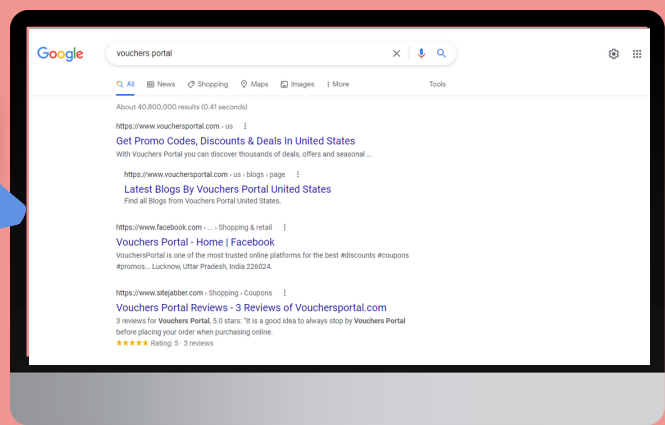 Google
vouchers portal
All News Shopping Maps Images More Tools
About 40,800,000 results (0.41 seconds)
https://www.vouchersportal.com › us
Get Promo Codes, Discounts & Deals In United States
With Vouchers Portal you can discover thousands of deals, offers and seasonal ...
https://www.vouchersportal.com › us › blogs › page
Latest Blogs By Vouchers Portal United States
Find all Blogs from Vouchers Portal United States.
https://www.facebook.com › ... › Shopping & retail
Vouchers Portal - Home | Facebook
VouchersPortal is one of the most trusted online platforms for the best #discounts #coupons
#promos... Lucknow, Uttar Pradesh, India 226024.
https://www.sitejabber.com › Shopping › Coupons
Vouchers Portal Reviews - 3 Reviews of Vouchersportal.com
3 reviews for Vouchers Portal, 5.0 stars: "It is a good idea to always stop by Vouchers Portal
before placing your order when purchasing online.
★★★★★ Rating: 5 · 3 reviews